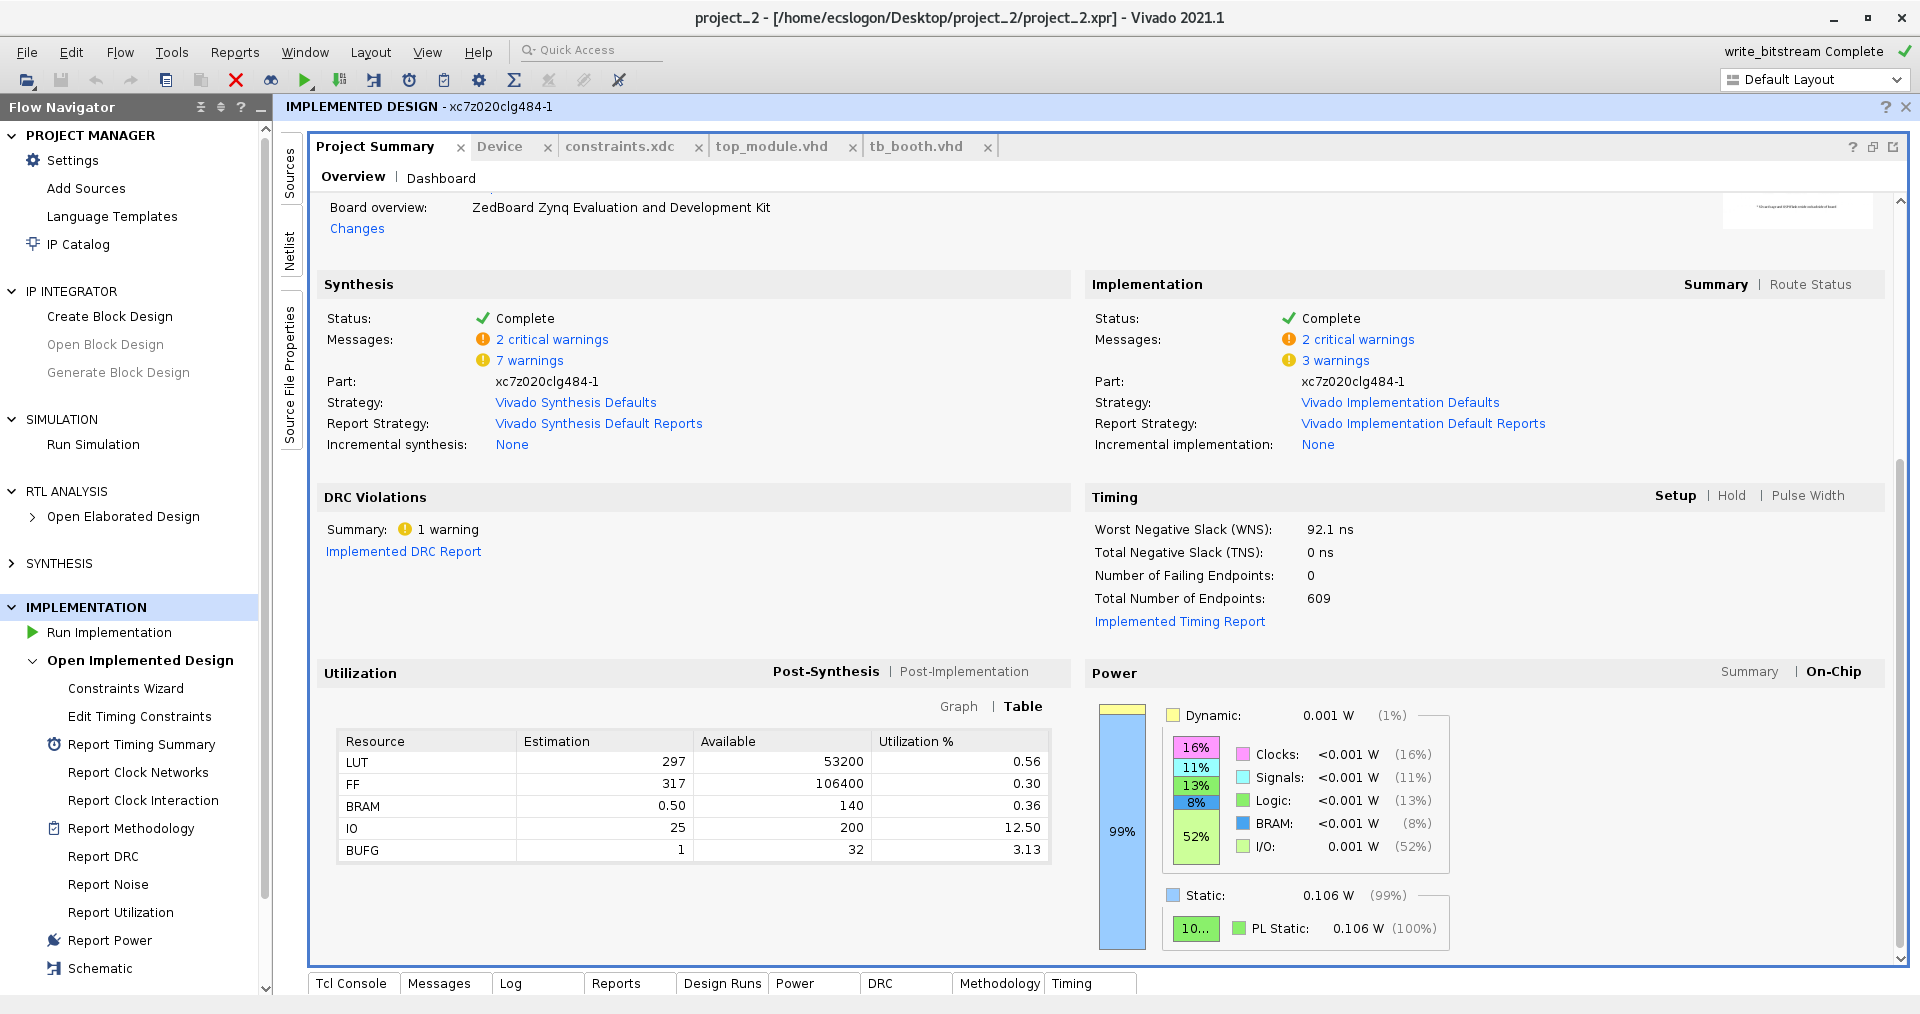 project_2 - [/home/ecslogon/Desktop/project_2/project_2.xpr] - Vivado 2021.1
File Edit Flow Tools Reports Window Layout View Help Quick Access
write_bitstream Complete
Default Layout
Flow Navigator
IMPLEMENTED DESIGN - xc7z020clg484-1
PROJECT MANAGER
Settings
Add Sources
Language Templates
IP Catalog
IP INTEGRATOR
Create Block Design
Open Block Design
Generate Block Design
SIMULATION
Run Simulation
RTL ANALYSIS
Open Elaborated Design
SYNTHESIS
IMPLEMENTATION
Run Implementation
Open Implemented Design
Constraints Wizard
Edit Timing Constraints
Report Timing Summary
Report Clock Networks
Report Clock Interaction
Report Methodology
Report DRC
Report Noise
Report Utilization
Report Power
Schematic
Sources
Netlist
Source File Properties
Project Summary Device constraints.xdc top_module.vhd tb_booth.vhd
Overview | Dashboard
Board overview: ZedBoard Zynq Evaluation and Development Kit
Changes
Synthesis
Status: Complete
Messages: 2 critical warnings
7 warnings
Part: xc7z020clg484-1
Strategy: Vivado Synthesis Defaults
Report Strategy: Vivado Synthesis Default Reports
Incremental synthesis: None
Implementation Summary | Route Status
Status: Complete
Messages: 2 critical warnings
3 warnings
Part: xc7z020clg484-1
Strategy: Vivado Implementation Defaults
Report Strategy: Vivado Implementation Default Reports
Incremental implementation: None
DRC Violations
Summary: 1 warning
Implemented DRC Report
Timing Setup | Hold | Pulse Width
Worst Negative Slack (WNS): 92.1 ns
Total Negative Slack (TNS): 0 ns
Number of Failing Endpoints: 0
Total Number of Endpoints: 609
Implemented Timing Report
Utilization Post-Synthesis | Post-Implementation
Graph | Table
Resource Estimation Available Utilization %
LUT 297 53200 0.56
FF 317 106400 0.30
BRAM 0.50 140 0.36
IO 25 200 12.50
BUFG 1 32 3.13
Power Summary | On-Chip
99%
Dynamic: 0.001 W (1%)
16% Clocks: <0.001 W (16%)
11% Signals: <0.001 W (11%)
13% Logic: <0.001 W (13%)
8% BRAM: <0.001 W (8%)
52% I/O: 0.001 W (52%)
Static: 0.106 W (99%)
10... PL Static: 0.106 W (100%)
Tcl Console Messages Log Reports Design Runs Power DRC Methodology Timing